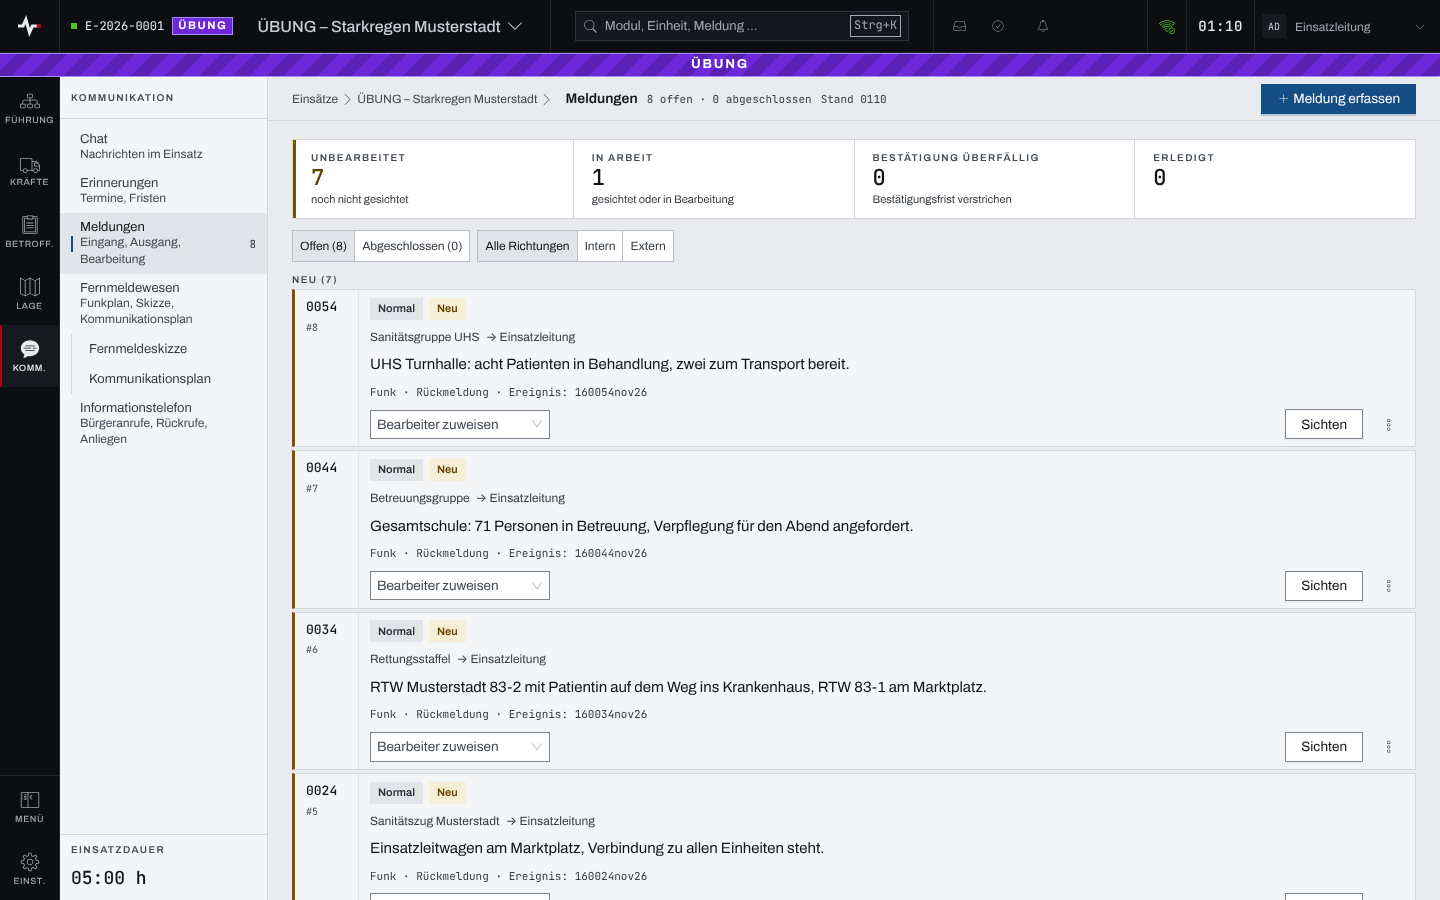 E-2026-0001 ÜBUNG ÜBUNG – Starkregen Musterstadt Modul, Einheit, Meldung ... Strg+K 01:10 AD Einsatzleitung
ÜBUNG
FÜHRUNG
KRÄFTE
BETROFF.
LAGE
KOMM.
MENÜ
EINST.
KOMMUNIKATION
Chat
Nachrichten im Einsatz
Erinnerungen
Termine, Fristen
Meldungen
Eingang, Ausgang,
Bearbeitung
8
Fernmeldewesen
Funkplan, Skizze,
Kommunikationsplan
Fernmeldeskizze
Kommunikationsplan
Informationstelefon
Bürgeranrufe, Rückrufe,
Anliegen
EINSATZDAUER
05:00 h
Einsätze ÜBUNG – Starkregen Musterstadt Meldungen 8 offen · 0 abgeschlossen Stand 0110
+ Meldung erfassen
UNBEARBEITET
7
noch nicht gesichtet
IN ARBEIT
1
gesichtet oder in Bearbeitung
BESTÄTIGUNG ÜBERFÄLLIG
0
Bestätigungsfrist verstrichen
ERLEDIGT
0
Offen (8) Abgeschlossen (0) Alle Richtungen Intern Extern
NEU (7)
0054
#8
Normal Neu
Sanitätsgruppe UHS → Einsatzleitung
UHS Turnhalle: acht Patienten in Behandlung, zwei zum Transport bereit.
Funk · Rückmeldung · Ereignis: 160054nov26
Bearbeiter zuweisen Sichten
0044
#7
Normal Neu
Betreuungsgruppe → Einsatzleitung
Gesamtschule: 71 Personen in Betreuung, Verpflegung für den Abend angefordert.
Funk · Rückmeldung · Ereignis: 160044nov26
Bearbeiter zuweisen Sichten
0034
#6
Normal Neu
Rettungsstaffel → Einsatzleitung
RTW Musterstadt 83-2 mit Patientin auf dem Weg ins Krankenhaus, RTW 83-1 am Marktplatz.
Funk · Rückmeldung · Ereignis: 160034nov26
Bearbeiter zuweisen Sichten
0024
#5
Normal Neu
Sanitätszug Musterstadt → Einsatzleitung
Einsatzleitwagen am Marktplatz, Verbindung zu allen Einheiten steht.
Funk · Rückmeldung · Ereignis: 160024nov26